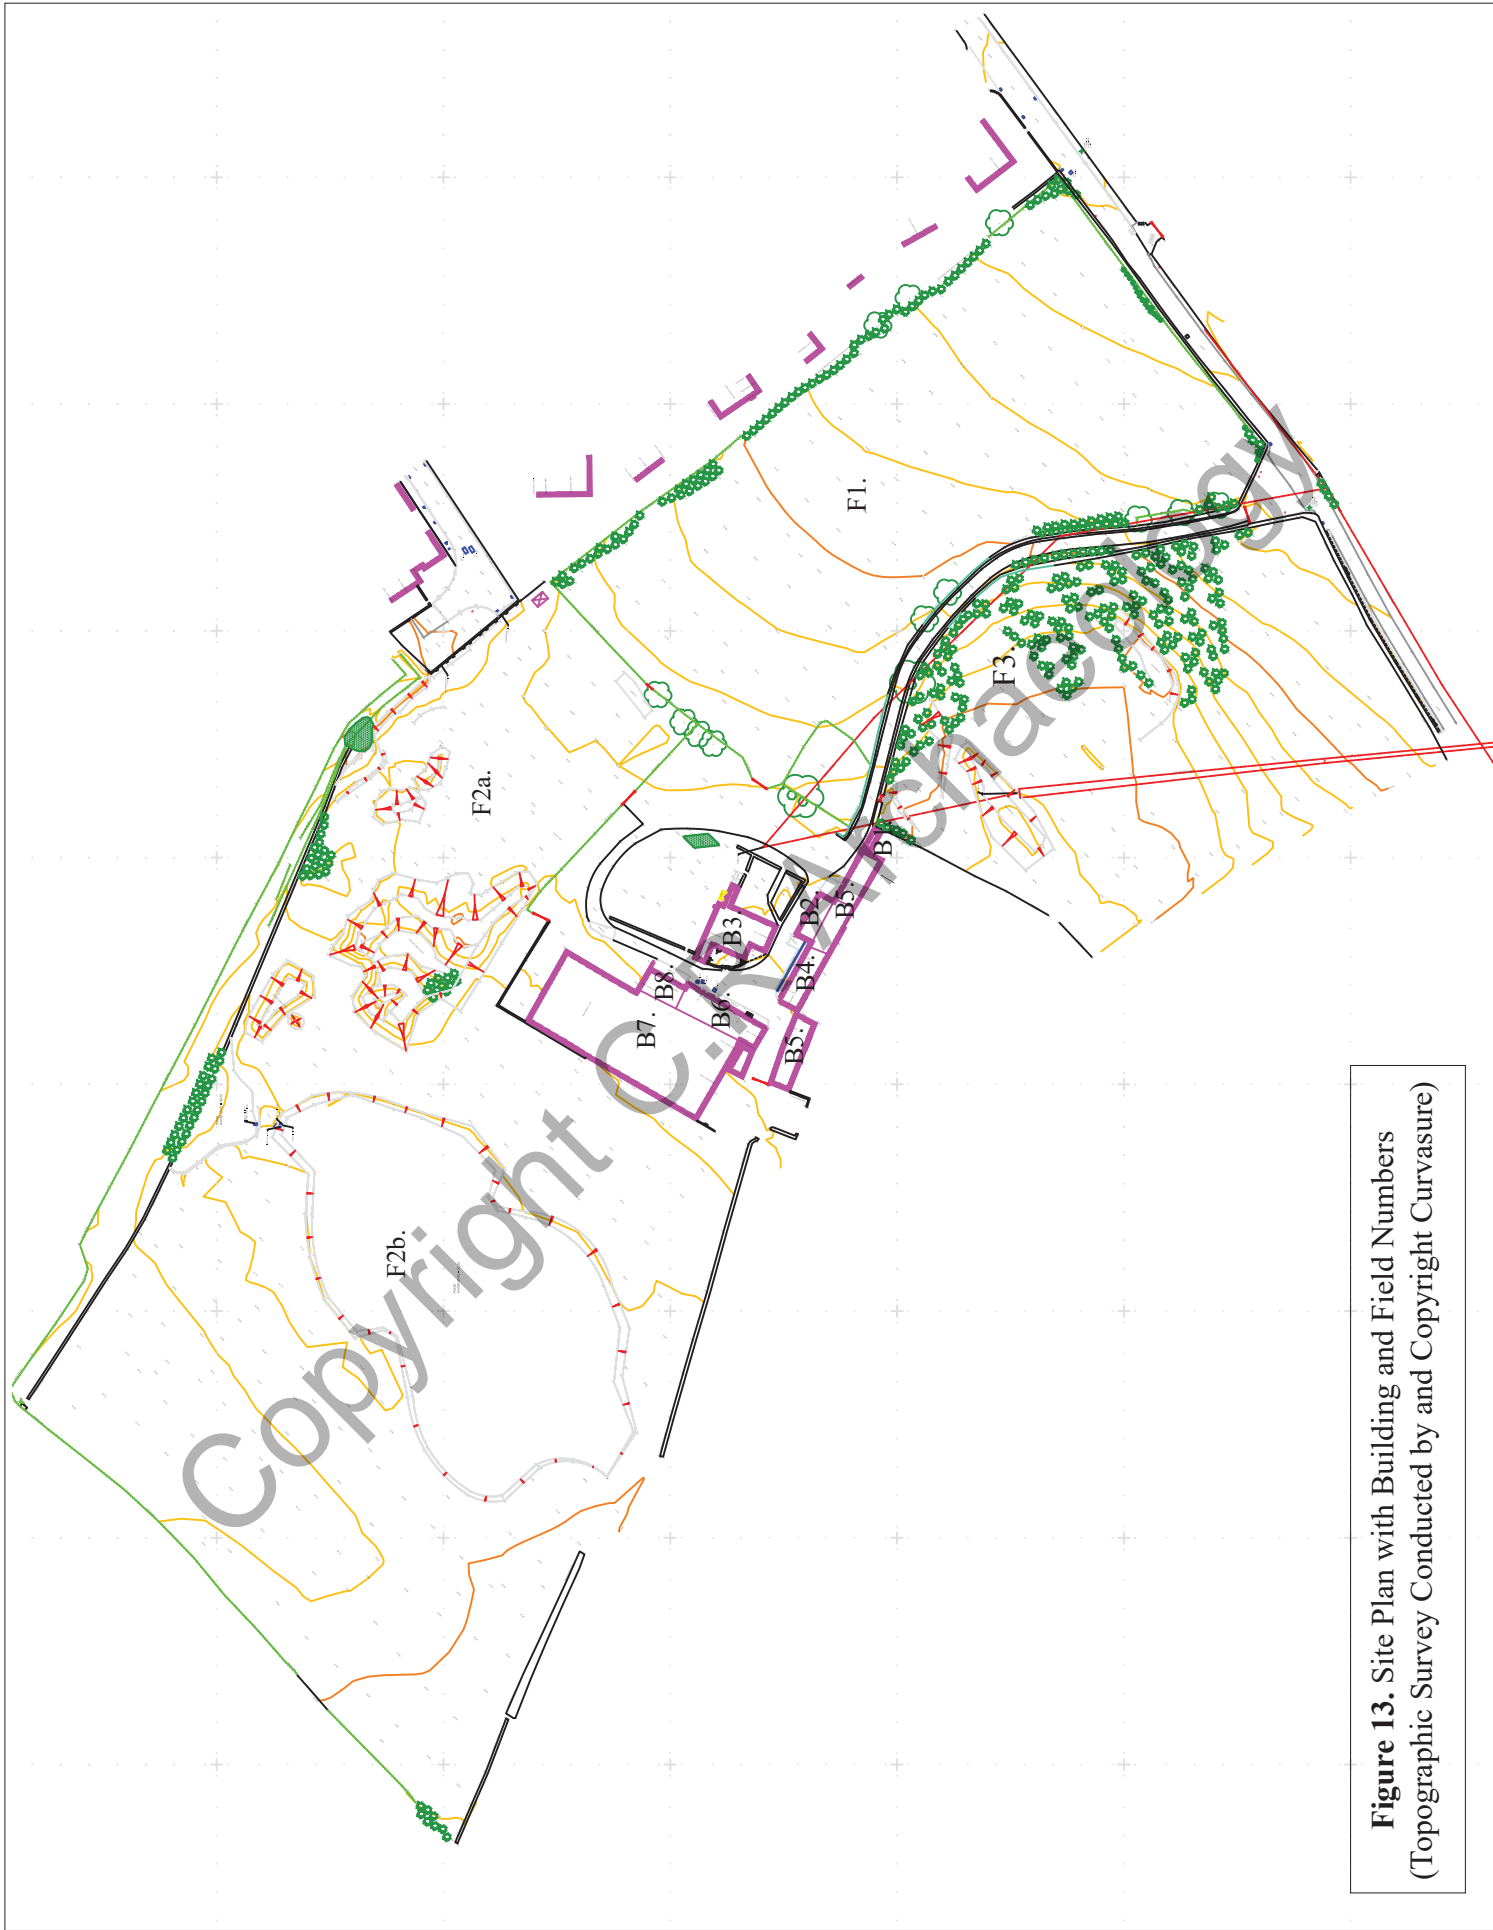 F1.
F2a.
F3.
F2b.
B1
B2.
B3.
B3.
B4.
B5.
B6.
B7.
B8.
Copyright C.R Archaeology
Figure 13. Site Plan with Building and Field Numbers
(Topographic Survey Conducted by and Copyright Curvasure)